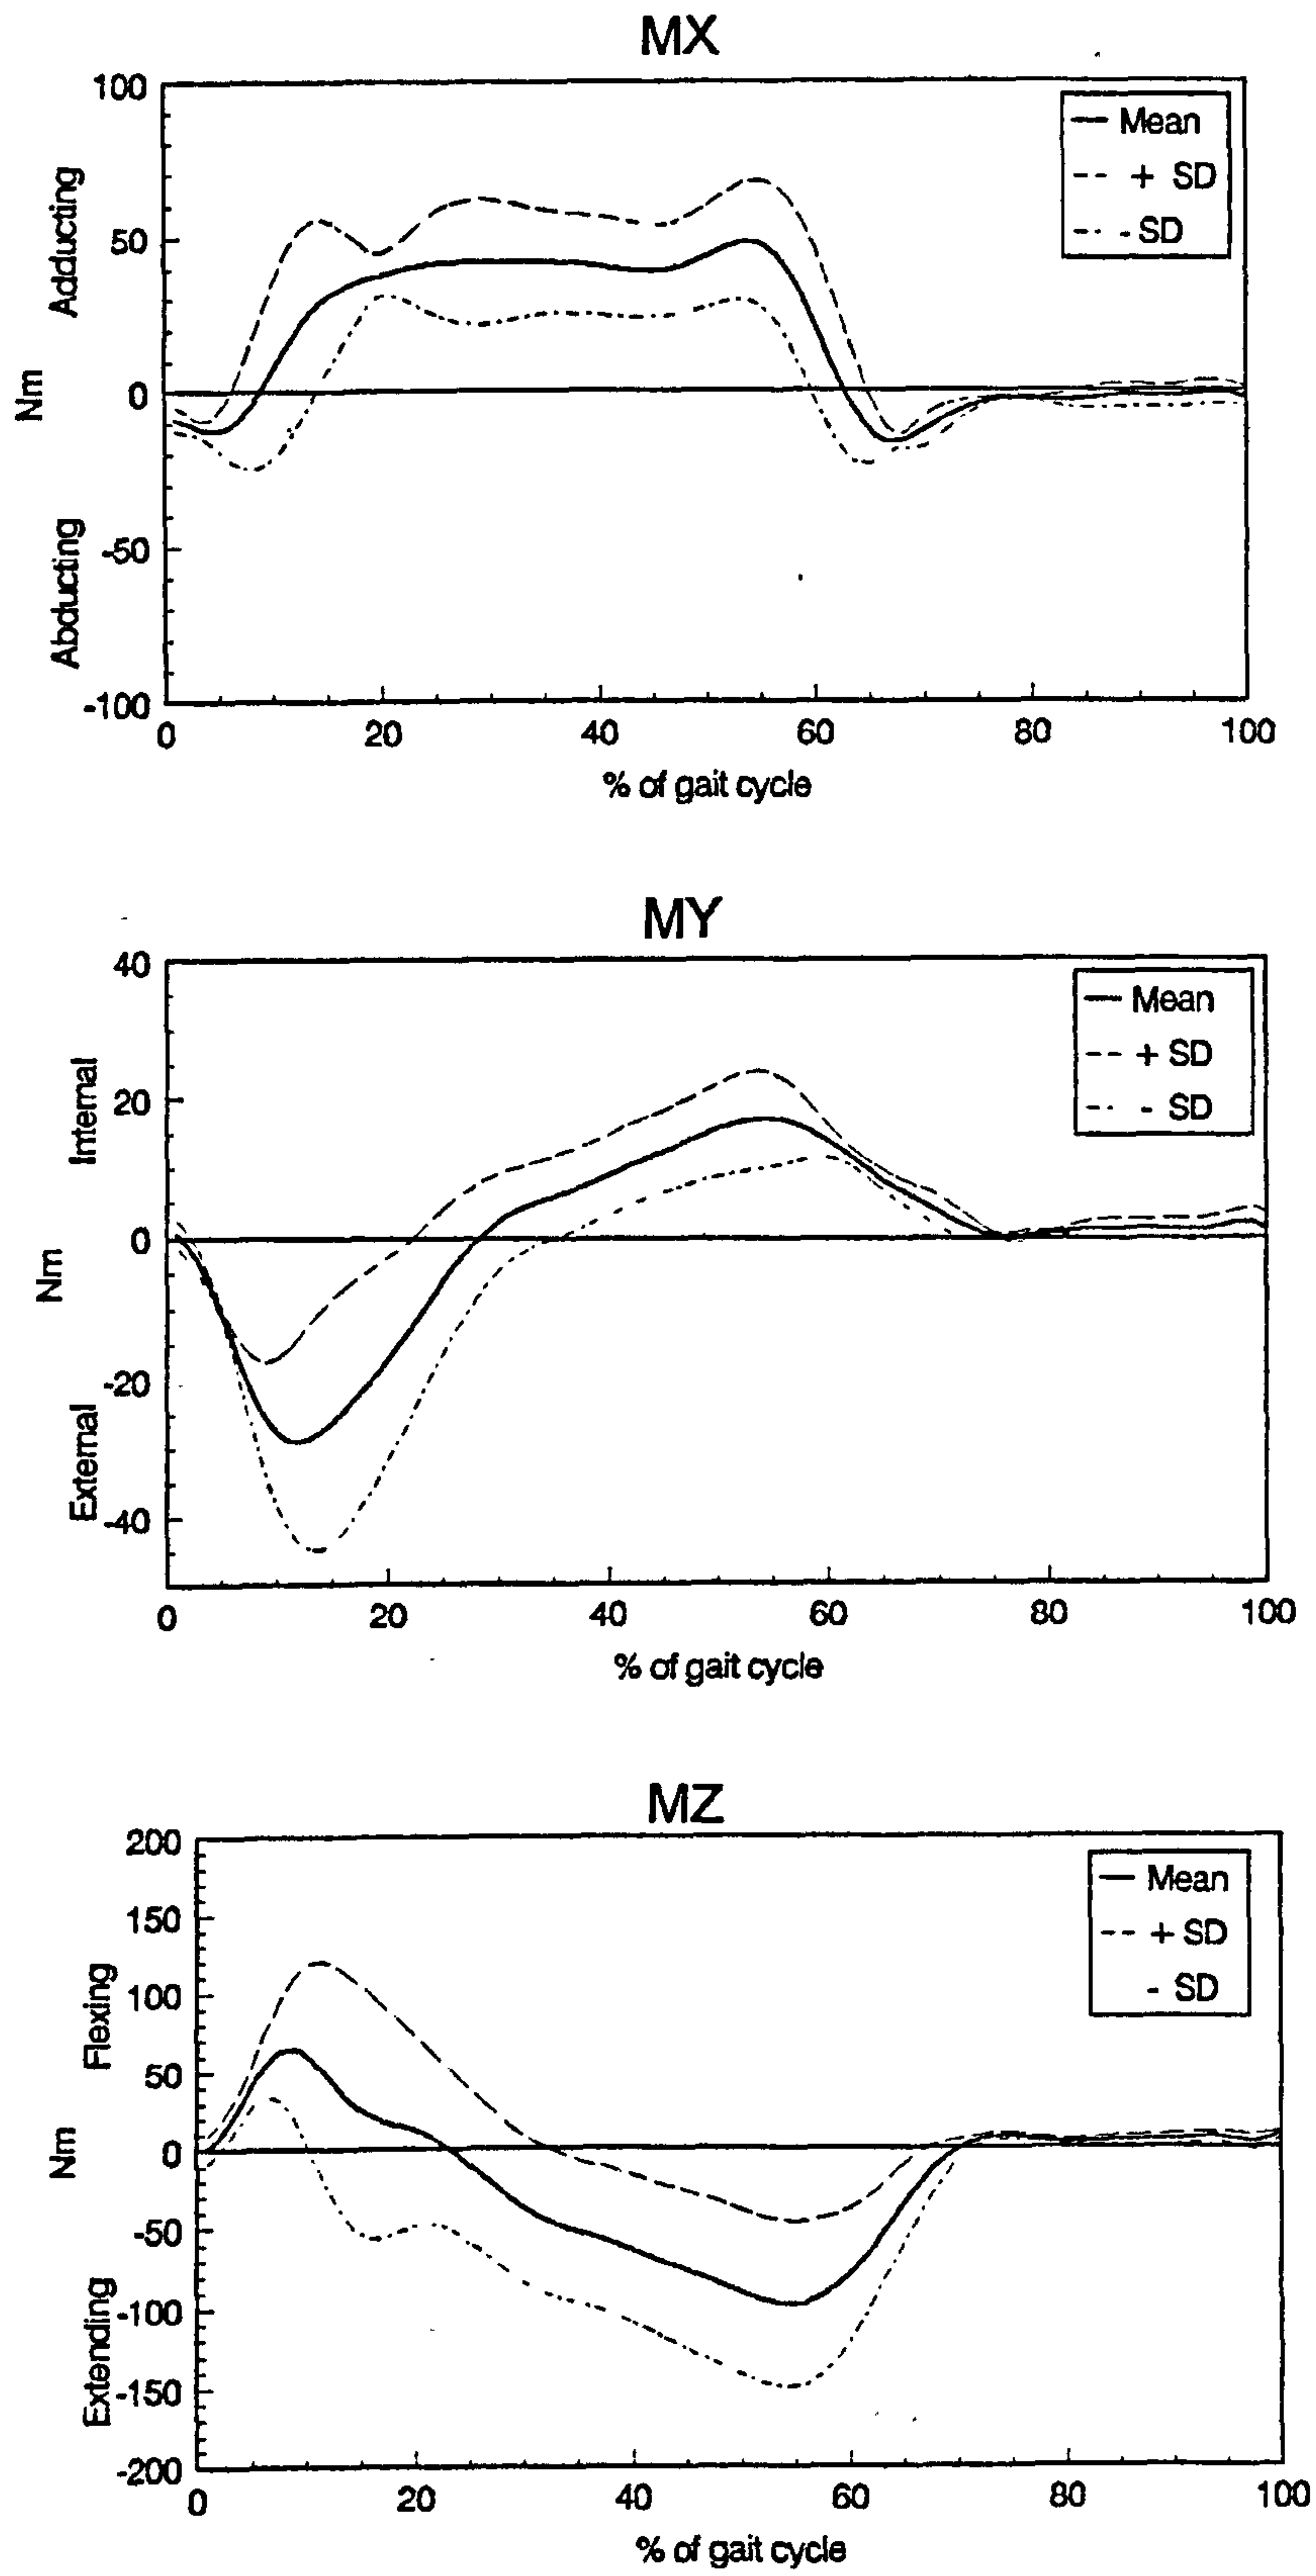 MX
100
50
0
-50
-100
Adducting
Nm
Abducting
Mean
+ SD
- SD
0 20 40 60 80 100
% of gait cycle
MY
40
20
0
-20
-40
Internal
Nm
External
Mean
+ SD
- SD
0 20 40 60 80 100
% of gait cycle
MZ
200
150
100
50
0
-50
-100
-150
-200
Flexing
Nm
Extending
Mean
+ SD
- SD
0 20 40 60 80 100
% of gait cycle